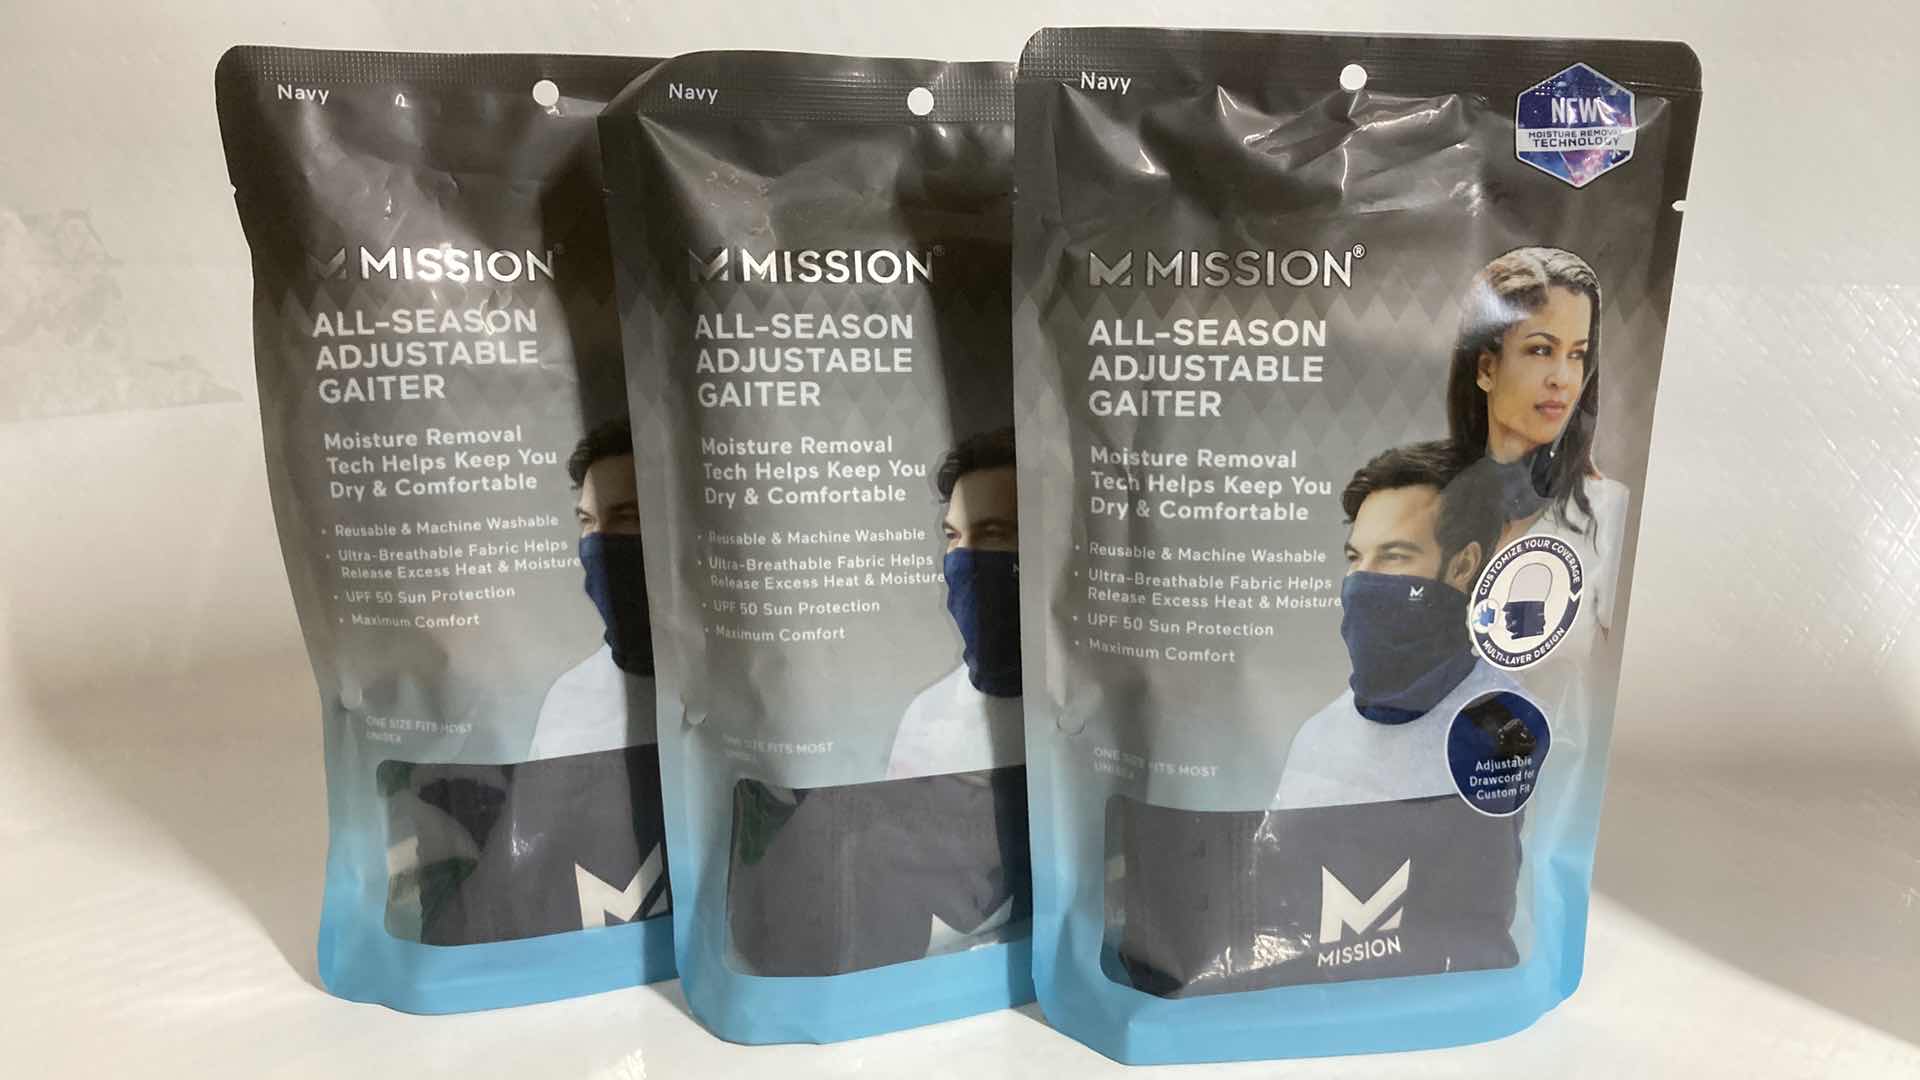 Navy
MISSION®
ALL-SEASON
ADJUSTABLE
GAITER
Moisture Removal
Tech Helps Keep You
Dry & Comfortable
• Reusable & Machine Washable
• Ultra-Breathable Fabric Helps
Release Excess Heat & Moisture
• UPF 50 Sun Protection
• Maximum Comfort
ONE SIZE FITS MOST
UNISEX
Navy
MISSION®
ALL-SEASON
ADJUSTABLE
GAITER
Moisture Removal
Tech Helps Keep You
Dry & Comfortable
• Reusable & Machine Washable
• Ultra-Breathable Fabric Helps
Release Excess Heat & Moisture
• UPF 50 Sun Protection
• Maximum Comfort
ONE SIZE FITS MOST
Navy
NEW
MOISTURE REMOVAL
TECHNOLOGY
MISSION®
ALL-SEASON
ADJUSTABLE
GAITER
Moisture Removal
Tech Helps Keep You
Dry & Comfortable
• Reusable & Machine Washable
• Ultra-Breathable Fabric Helps
Release Excess Heat & Moisture
• UPF 50 Sun Protection
• Maximum Comfort
CUSTOMIZE YOUR COVERAGE
MULTI-LAYER DESIGN
Adjustable
Drawcord for
Custom Fit
ONE SIZE FITS MOST
UNISEX
MISSION